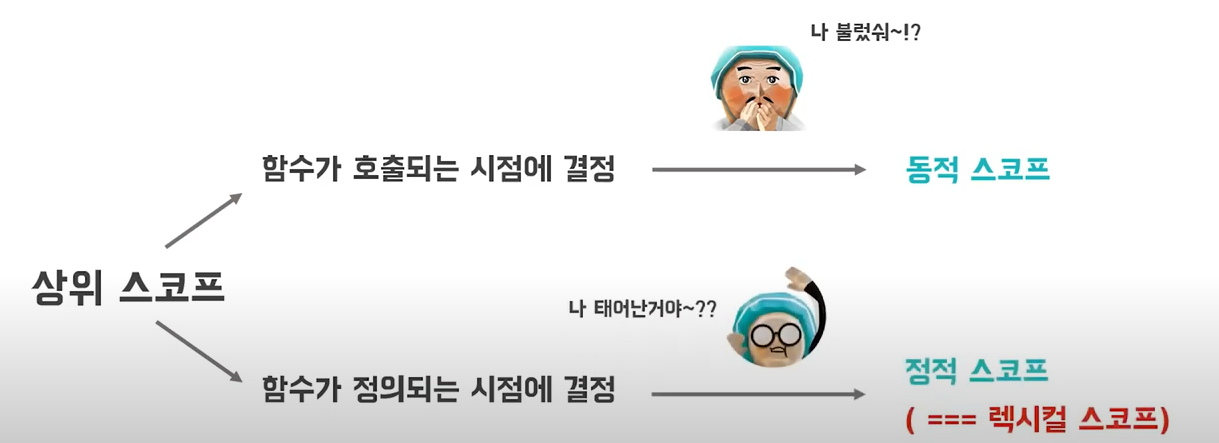 나 불렀숴~!?
함수가 호출되는 시점에 결정
동적 스코프
상위 스코프
나 태어난거야~??
함수가 정의되는 시점에 결정
정적 스코프
( === 렉시컬 스코프)